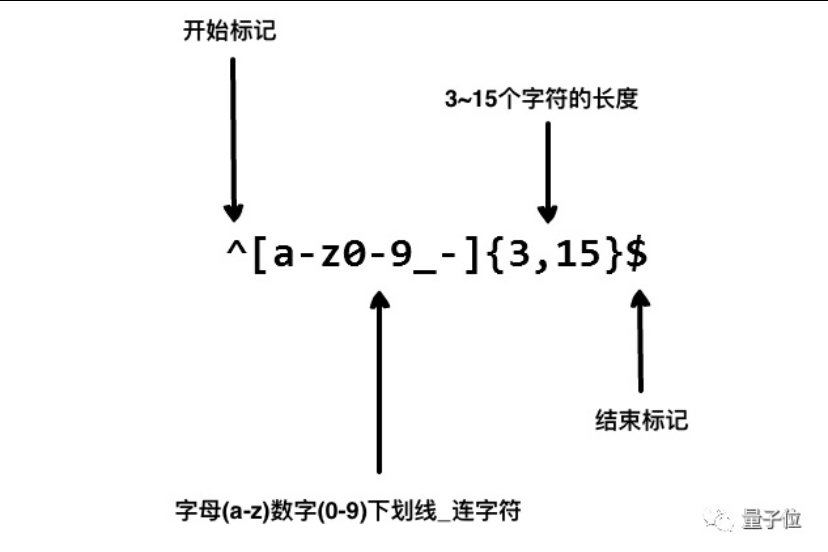 开始标记
3~15个字符的长度
^[a-z0-9_-]{3,15}$
结束标记
字母(a-z)数字(0-9)下划线_连字符
量子位